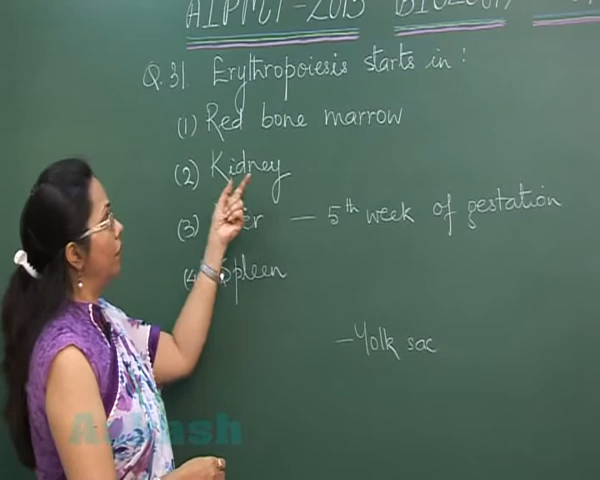 AIPMT - 2015 BIOLOGY
Q.31. Erythropoiesis starts in :
(1) Red bone marrow
(2) Kidney
(3) - 5th week of gestation
(4) Spleen
- Yolk sac
Aakash